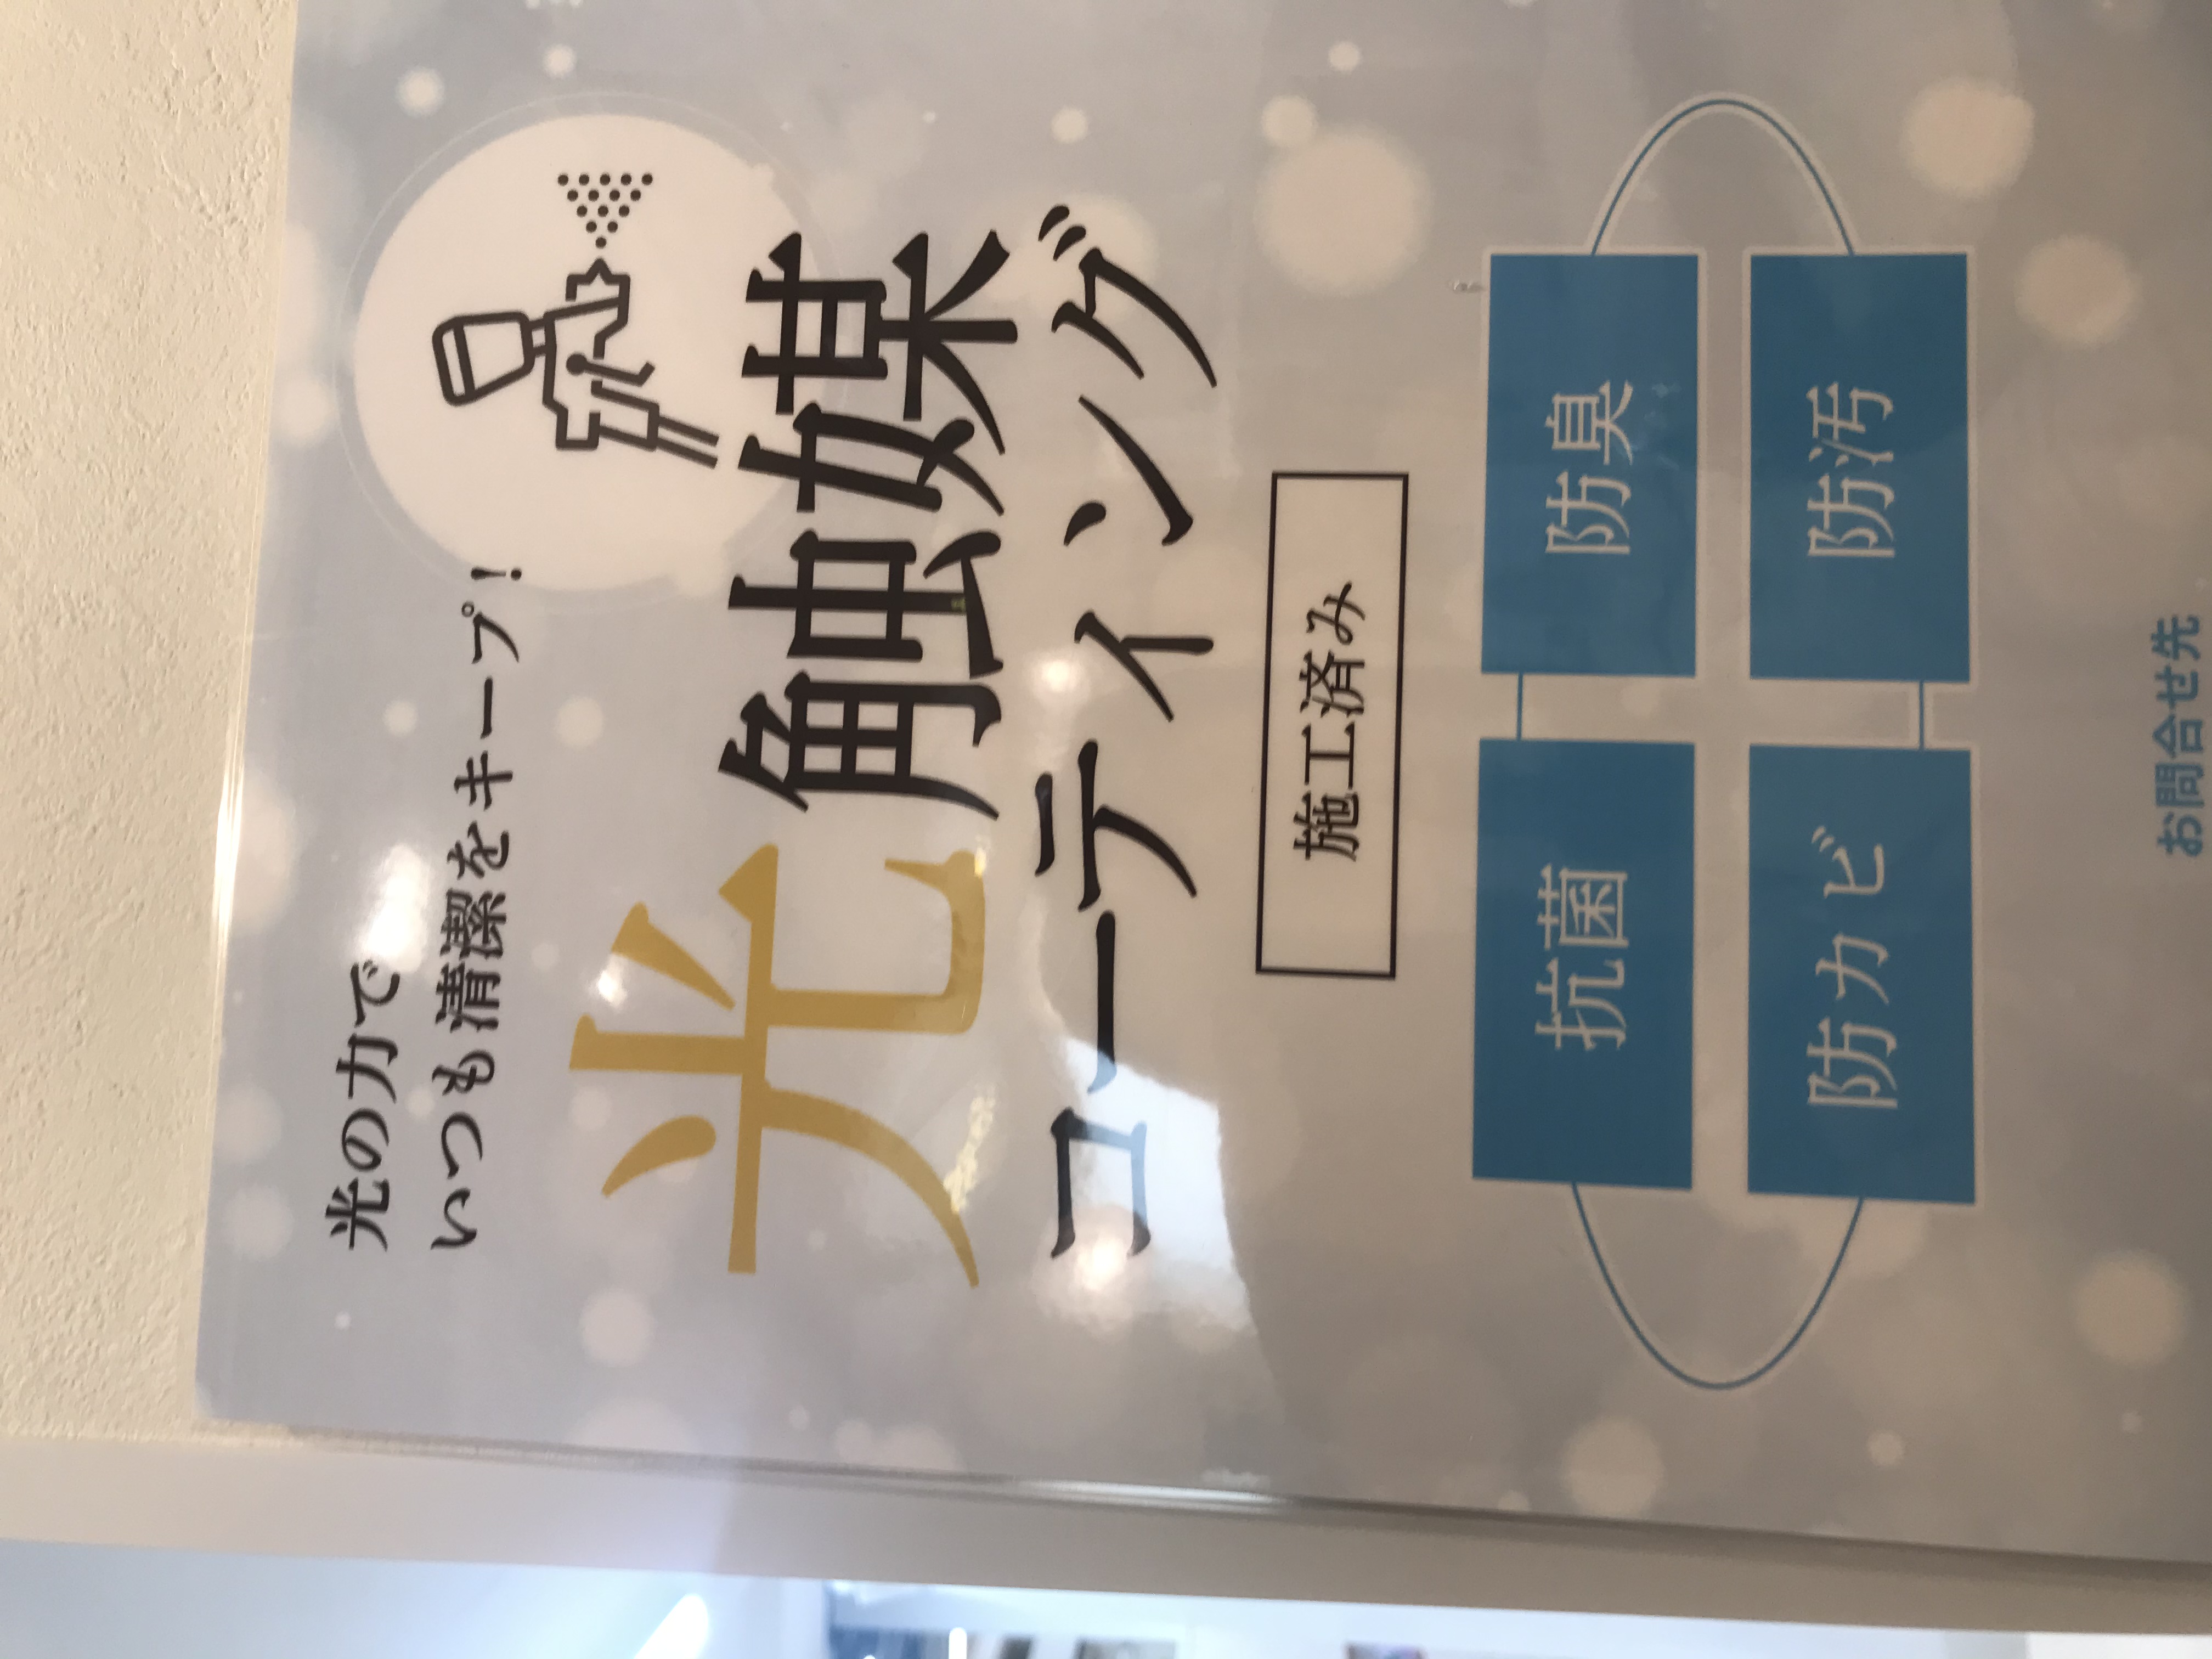 光の力で
いつも清潔をキープ!
光触媒
コーティング
施工済み
抗菌
防臭
防カビ
防汚
お問合せ先